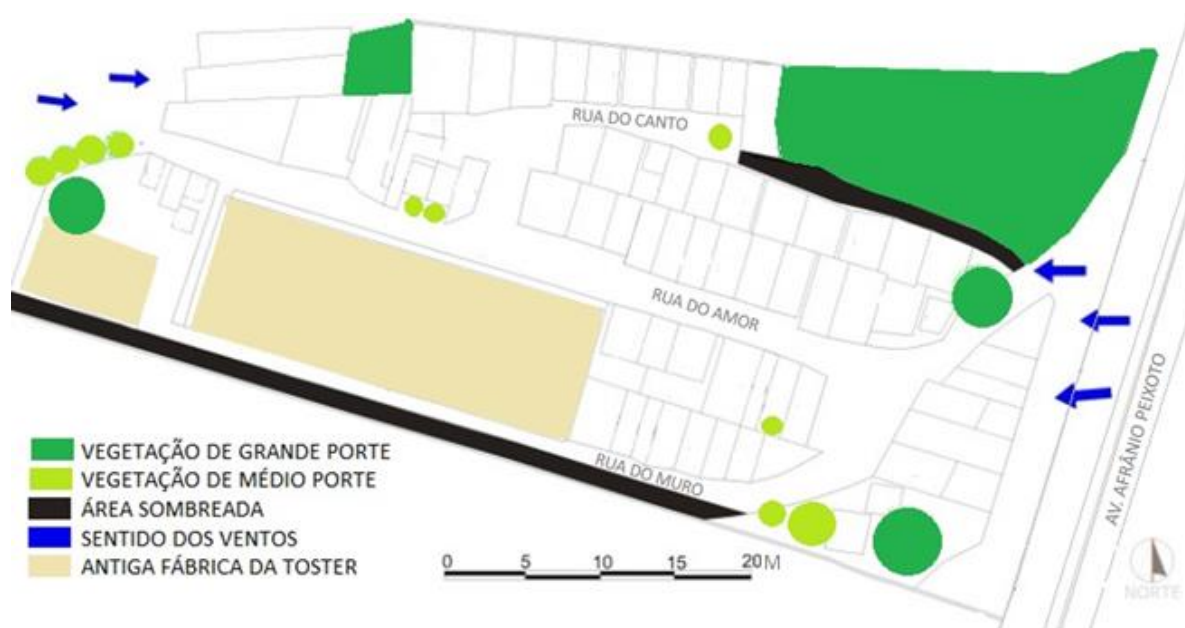 RUA DO CANTO
RUA DO AMOR
RUA DO MURO
AV. AFRÂNIO PEIXOTO
VEGETAÇÃO DE GRANDE PORTE
VEGETAÇÃO DE MÉDIO PORTE
ÁREA SOMBREADA
SENTIDO DOS VENTOS
ANTIGA FÁBRICA DA TOSTER
0 5 10 15 20M
NORTE